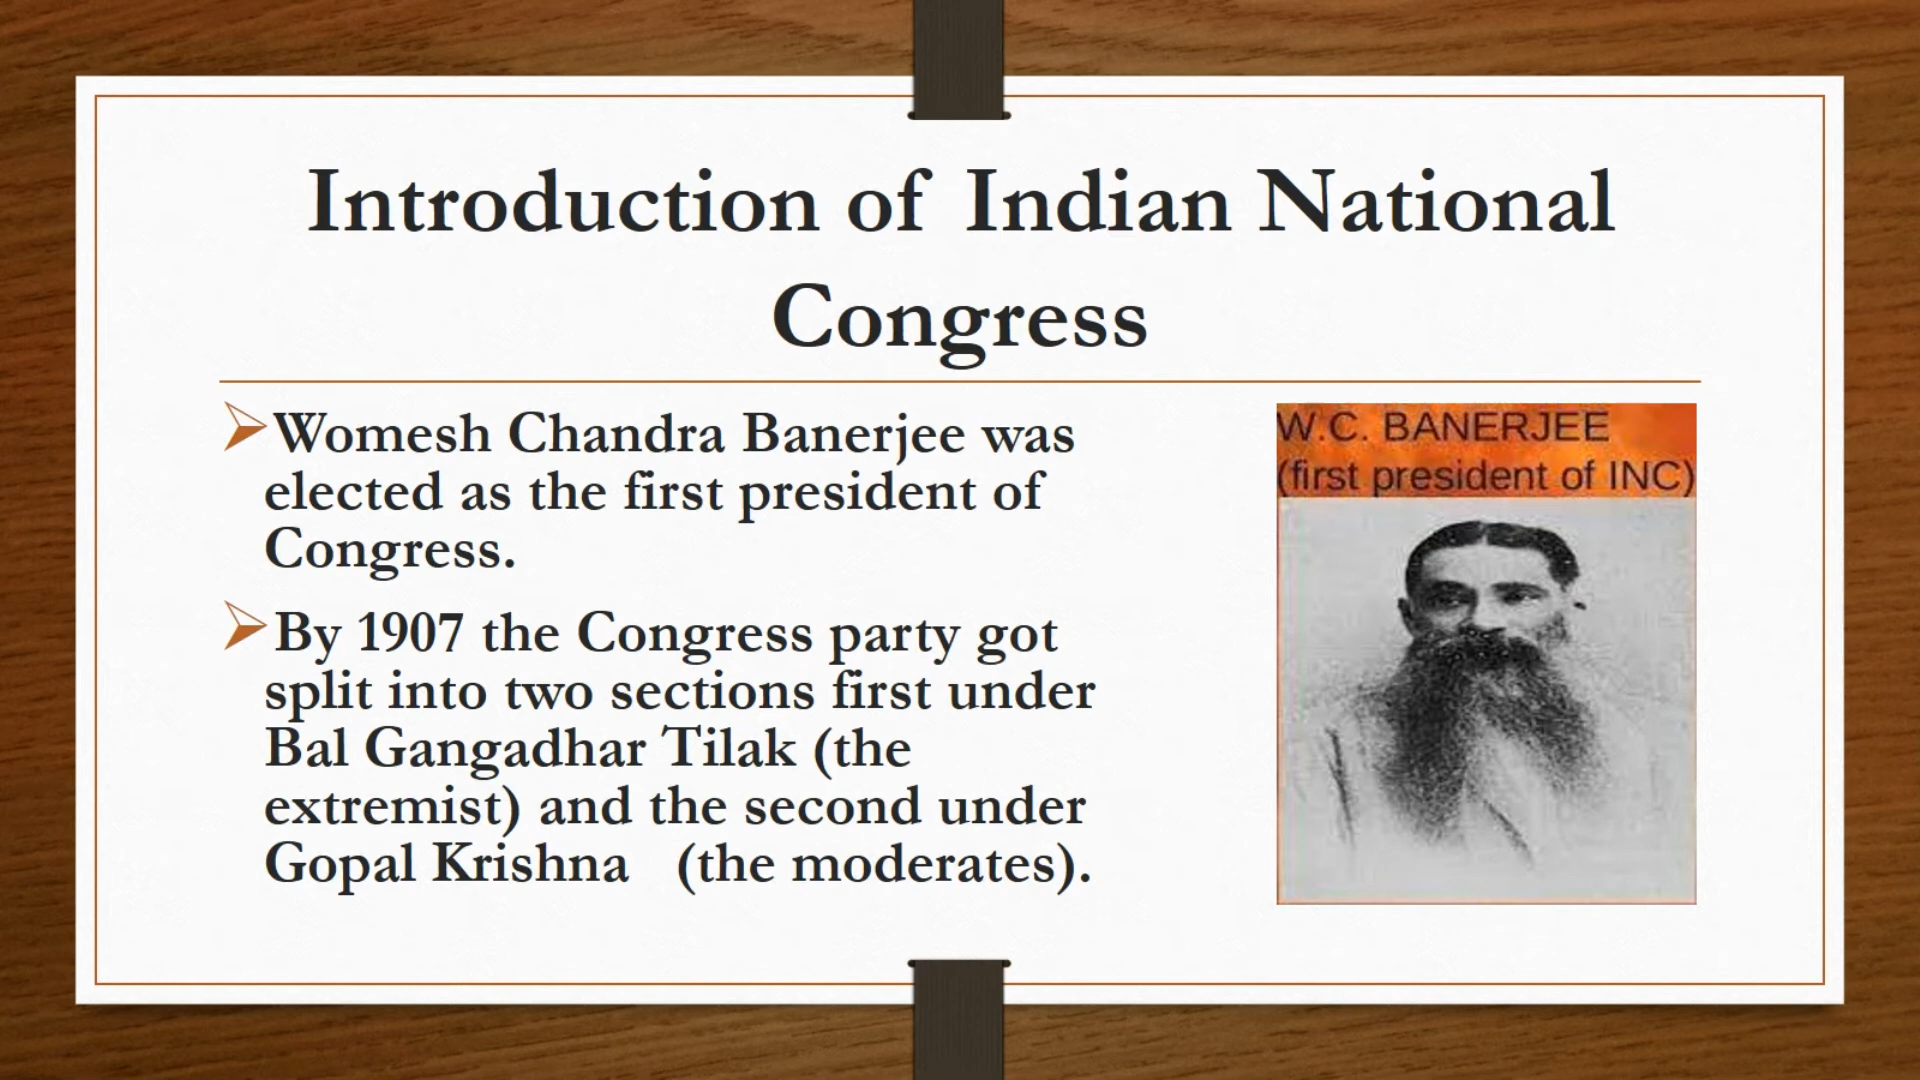 Introduction of Indian National
Congress
Womesh Chandra Banerjee was
elected as the first president of
Congress.
By 1907 the Congress party got
split into two sections first under
Bal Gangadhar Tilak (the
extremist) and the second under
Gopal Krishna (the moderates).
W.C. BANERJEE
(first president of INC)